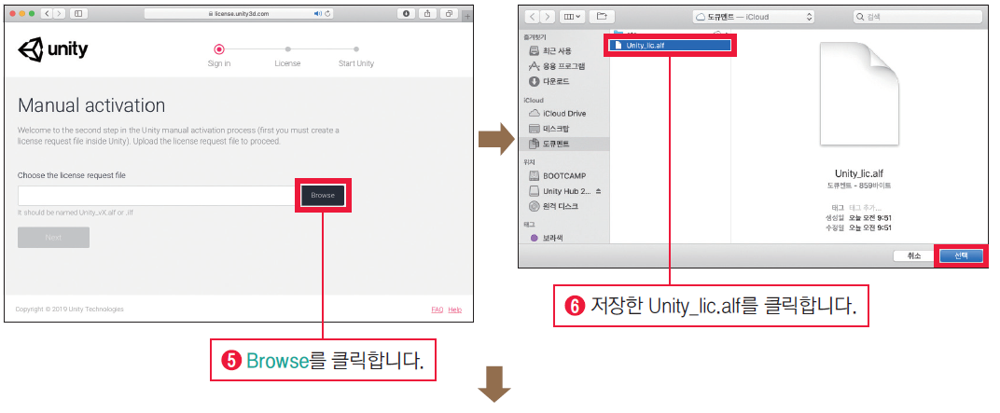 license.unity3d.com
unity
Sign in
License
Start Unity
Manual activation
Welcome to the second step in the Unity manual activation process (first you must create a
license request file inside Unity). Upload the license request file to proceed.
Choose the license request file
Browse
It should be named Unity_vX.alf or .ilf
Next
Copyright © 2019 Unity Technologies
FAQ Help
❺ Browse를 클릭합니다.
도큐멘트 — iCloud
검색
즐겨찾기
최근 사용
응용 프로그램
다운로드
iCloud
iCloud Drive
데스크탑
도큐멘트
위치
BOOTCAMP
Unity Hub 2...
원격 디스크
태그
보라색
Unity_lic.alf
Unity_lic.alf
도큐멘트 - 859바이트
태그 태그 추가...
생성일 오늘 오전 9:51
수정일 오늘 오전 9:51
취소
선택
❻ 저장한 Unity_lic.alf를 클릭합니다.